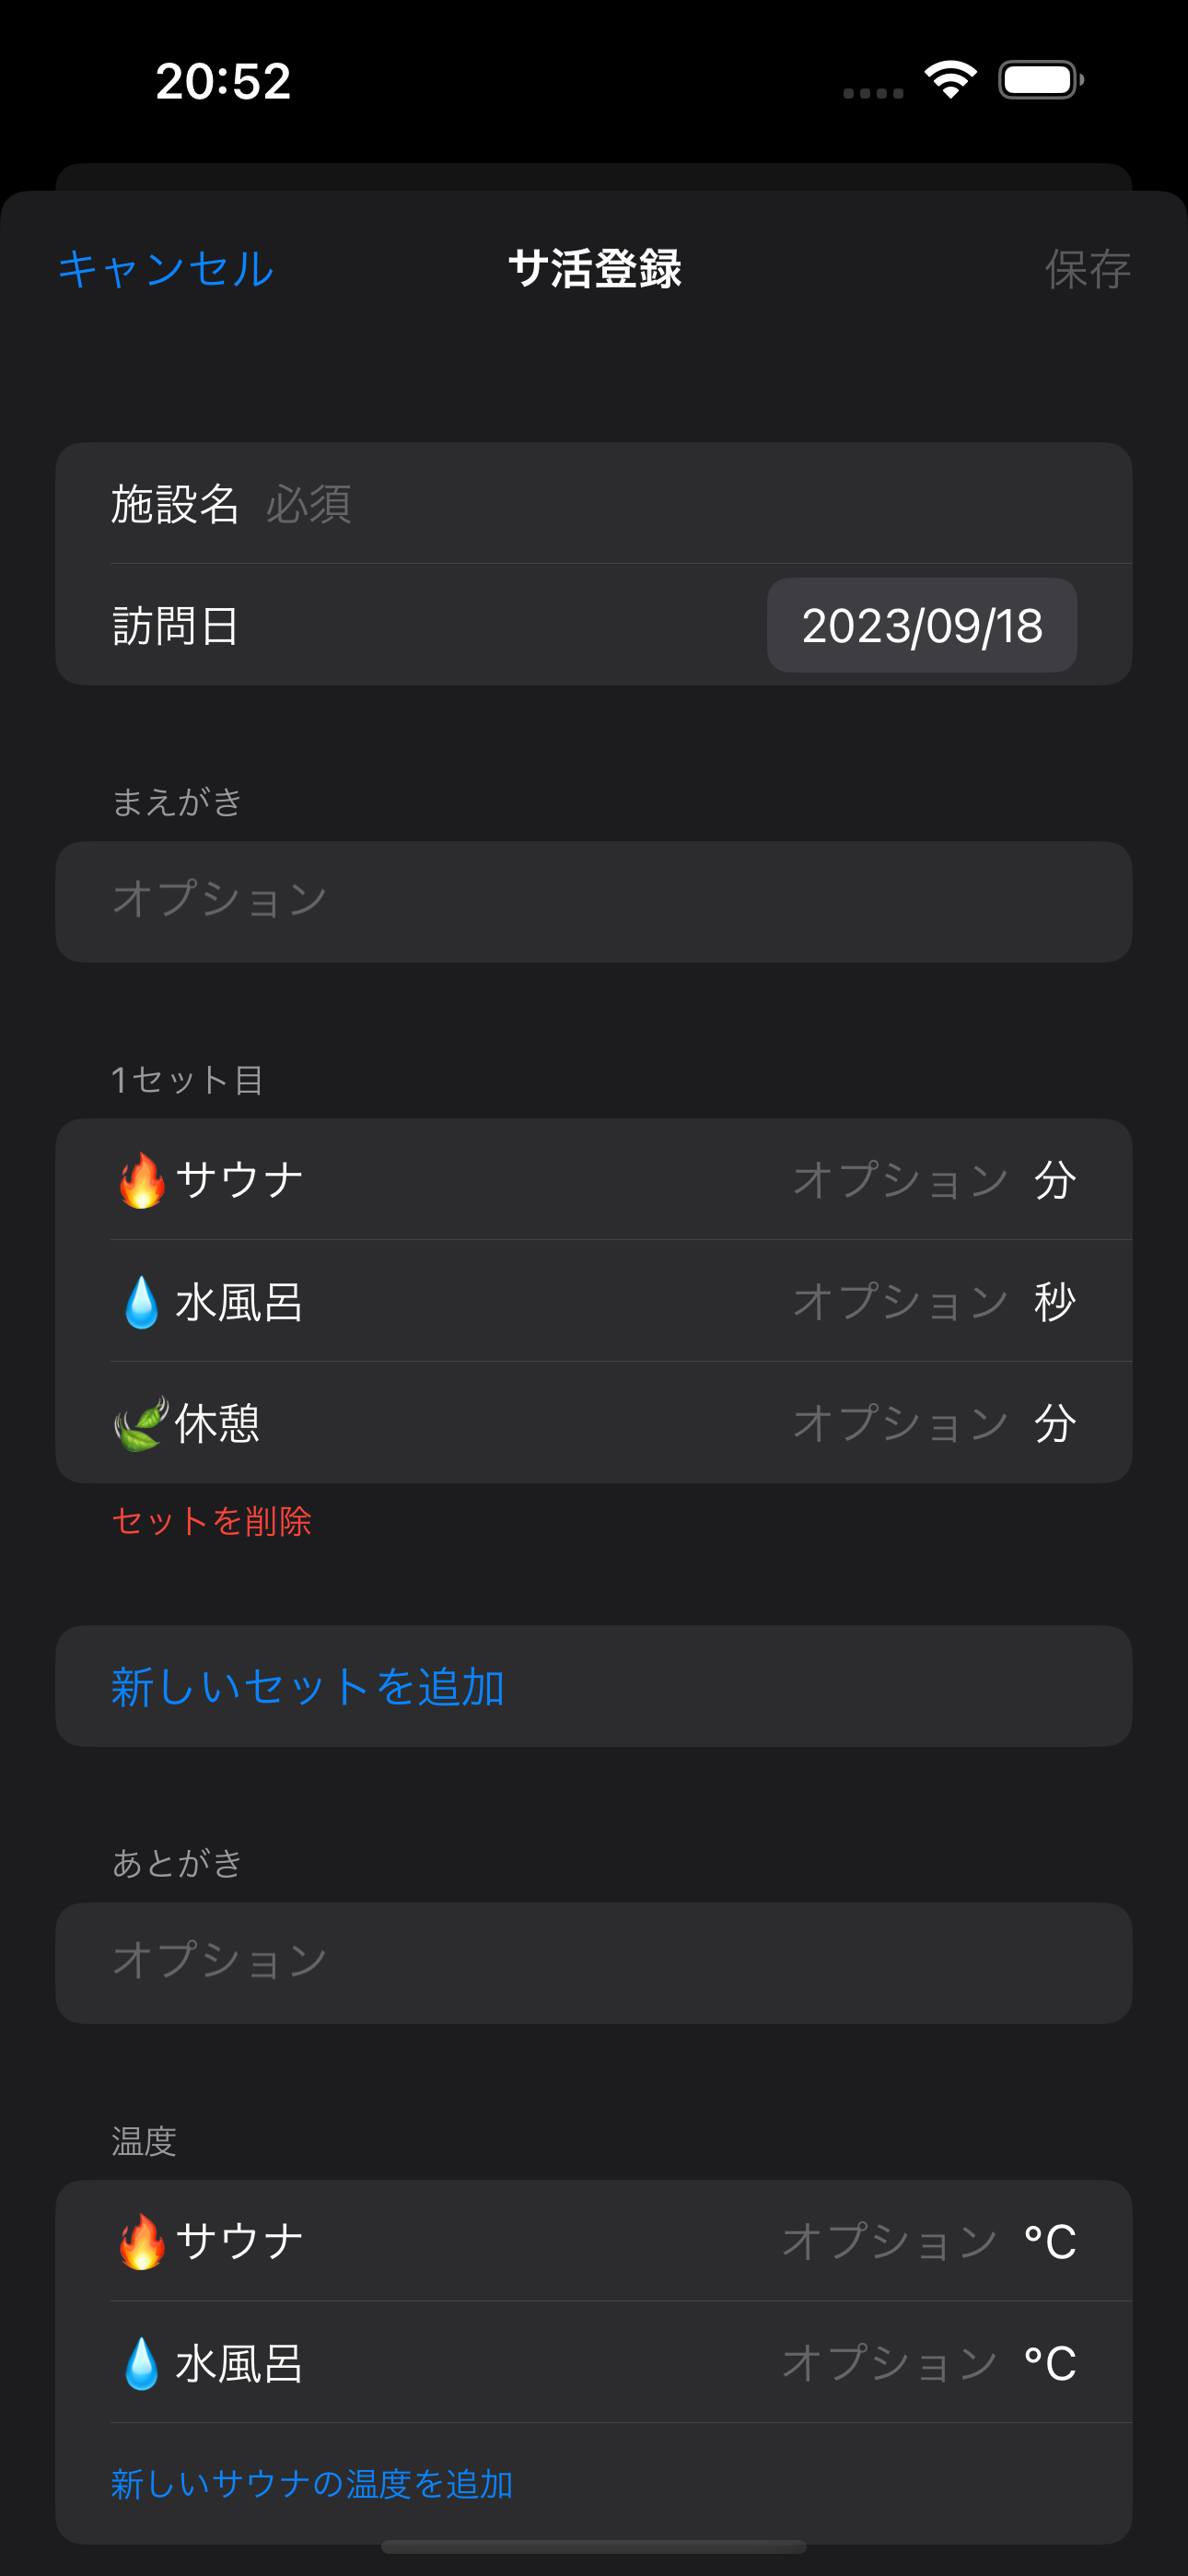 20:52
キャンセル サ活登録 保存
施設名 必須
訪問日 2023/09/18
まえがき
オプション
1セット目
🔥サウナ オプション 分
💧水風呂 オプション 秒
🍃休憩 オプション 分
セットを削除
新しいセットを追加
あとがき
オプション
温度
🔥サウナ オプション °C
💧水風呂 オプション °C
新しいサウナの温度を追加